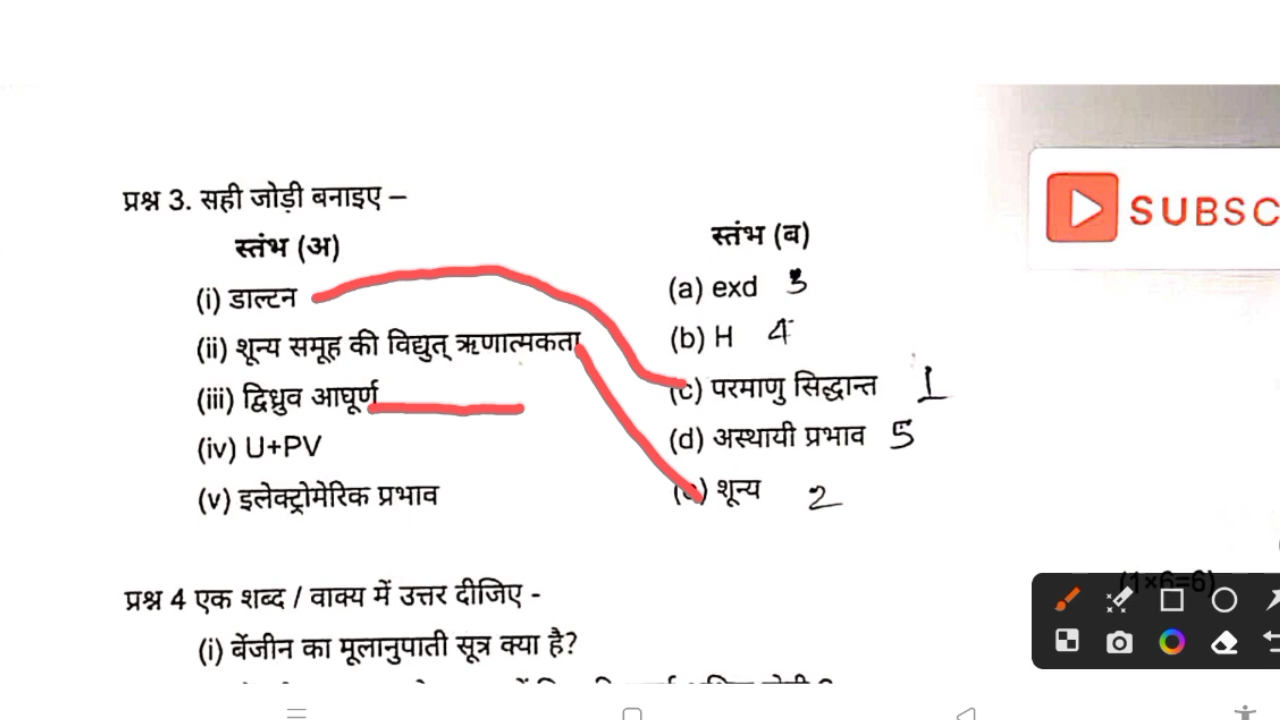 प्रश्न 3. सही जोड़ी बनाइए –
स्तंभ (अ)
स्तंभ (ब)
SUBSC
(i) डाल्टन
(a) exd 3
(ii) शून्य समूह की विद्युत् ऋणात्मकता
(b) H 4
(iii) द्विध्रुव आघूर्ण
(c) परमाणु सिद्धान्त 1
(iv) U+PV
(d) अस्थायी प्रभाव 5
(v) इलेक्ट्रोमेरिक प्रभाव
(e) शून्य 2
(1×6=6)
प्रश्न 4 एक शब्द / वाक्य में उत्तर दीजिए -
(i) बेंजीन का मूलानुपाती सूत्र क्या है?